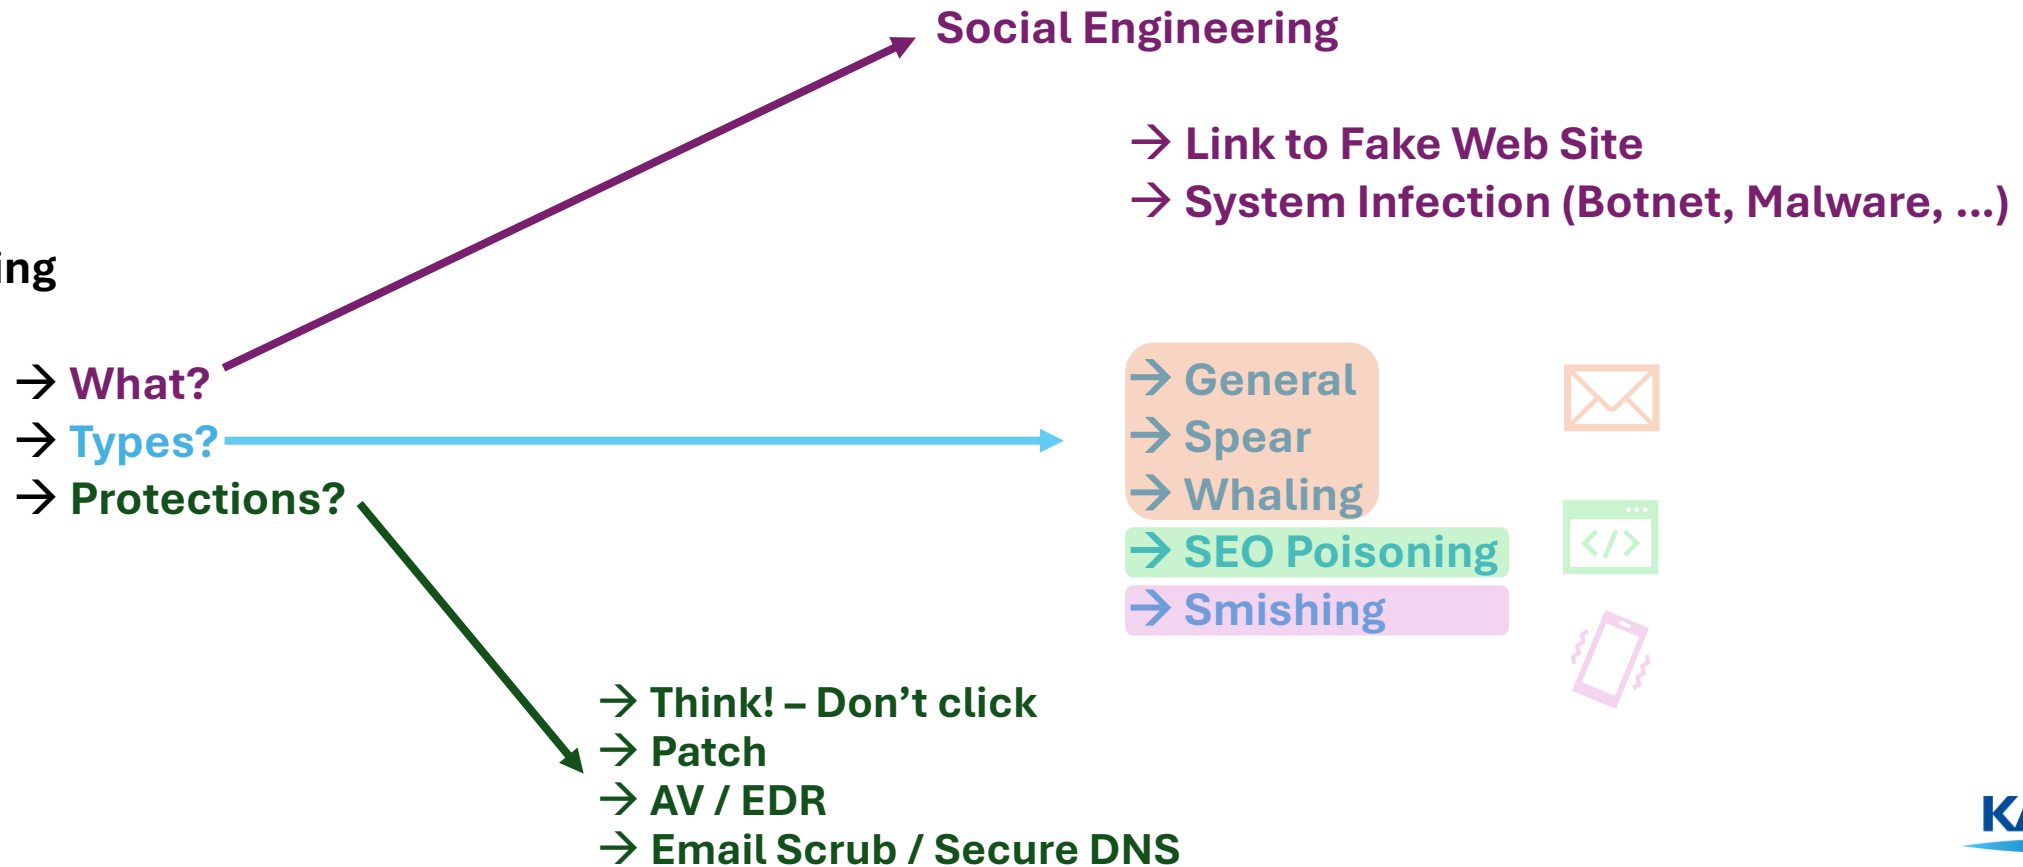 Social Engineering
→ Link to Fake Web Site
→ System Infection (Botnet, Malware, ...)
ing
→ What?
→ Types?
→ Protections?
→ General
→ Spear
→ Whaling
→ SEO Poisoning
→ Smishing
</>
→ Think! – Don’t click
→ Patch
→ AV / EDR
→ Email Scrub / Secure DNS